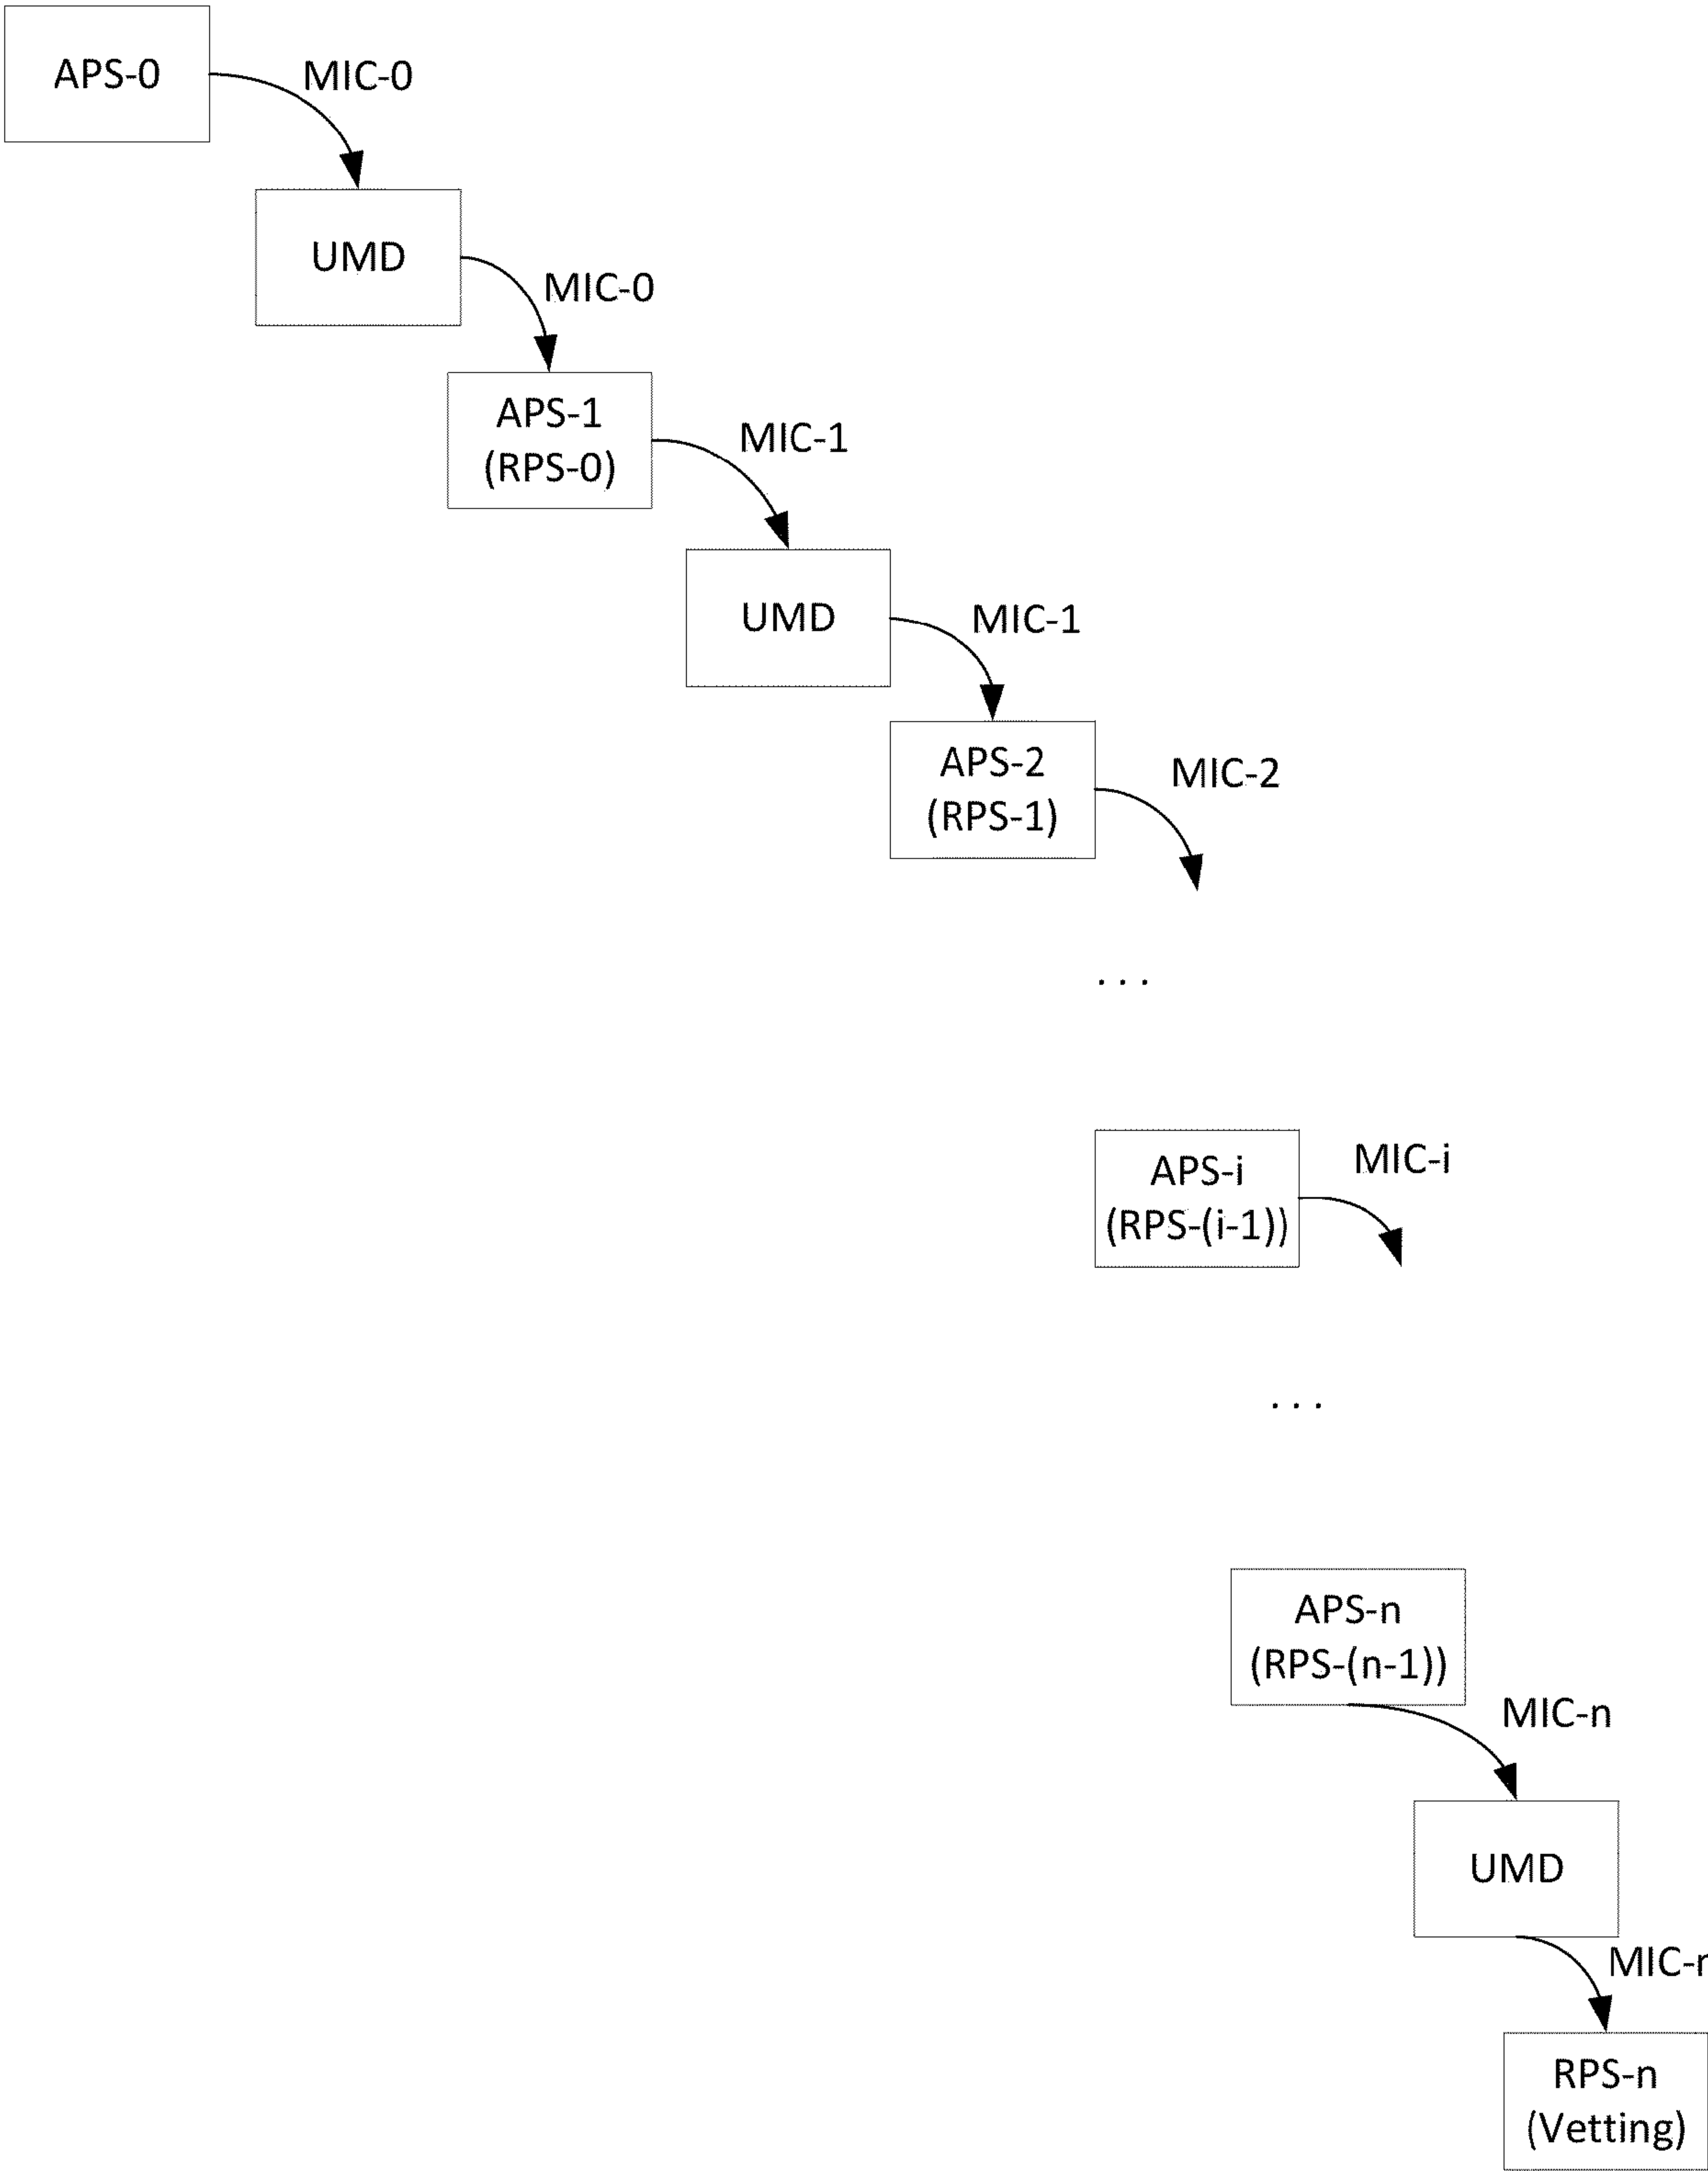 APS-0
MIC-0
UMD
MIC-0
APS-1
(RPS-0)
MIC-1
UMD
MIC-1
APS-2
(RPS-1)
MIC-2
. . .
APS-i
(RPS-(i-1))
MIC-i
. . .
APS-n
(RPS-(n-1))
MIC-n
UMD
MIC-n
RPS-n
(Vetting)